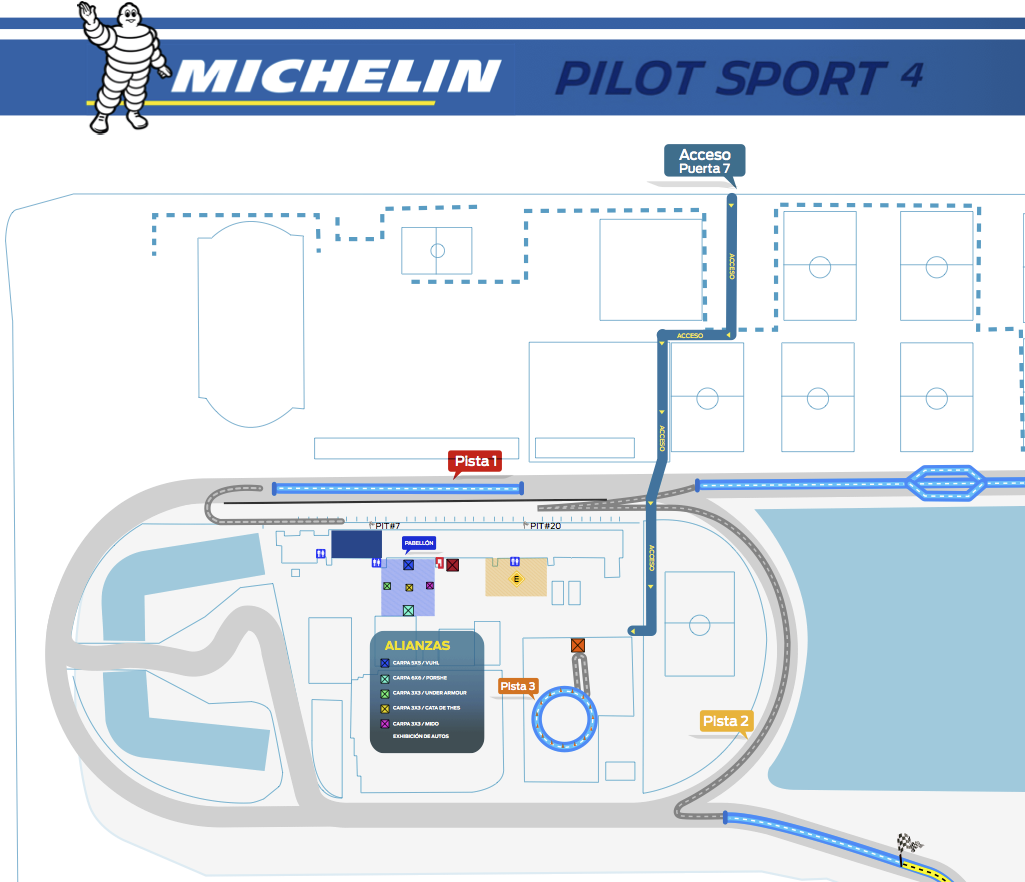 MICHELIN
PILOT SPORT 4
Acceso
Puerta 7
ACCESO
ACCESO
ACCESO
Pista 1
PIT#7
PIT#20
PABELLÓN
E
ACCESO
ALIANZAS
CARPA 5X5 / VUHL
CARPA 6X6 / PORSHE
CARPA 3X3 / UNDER ARMOUR
CARPA 3X3 / CATA DE THES
CARPA 3X3 / MIDO
EXHIBICIÓN DE AUTOS
Pista 3
Pista 2